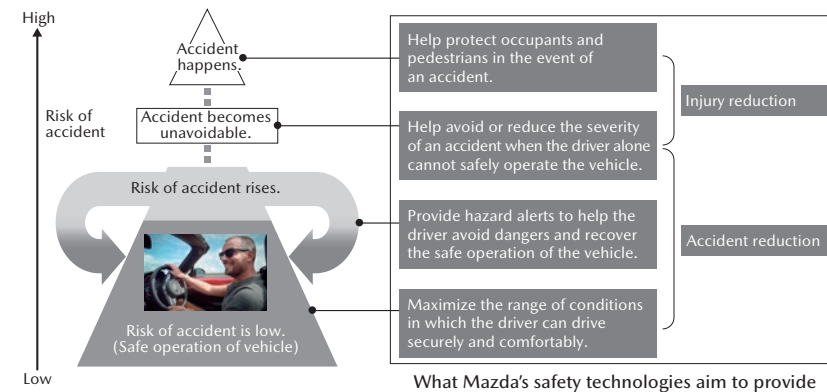 High
Risk of
accident
Low
Accident
happens.
Accident becomes
unavoidable.
Risk of accident rises.
Risk of accident is low.
(Safe operation of vehicle)
Help protect occupants and
pedestrians in the event of
an accident.
Help avoid or reduce the severity
of an accident when the driver alone
cannot safely operate the vehicle.
Provide hazard alerts to help the
driver avoid dangers and recover
the safe operation of the vehicle.
Maximize the range of conditions
in which the driver can drive
securely and comfortably.
Injury reduction
Accident reduction
What Mazda’s safety technologies aim to provide